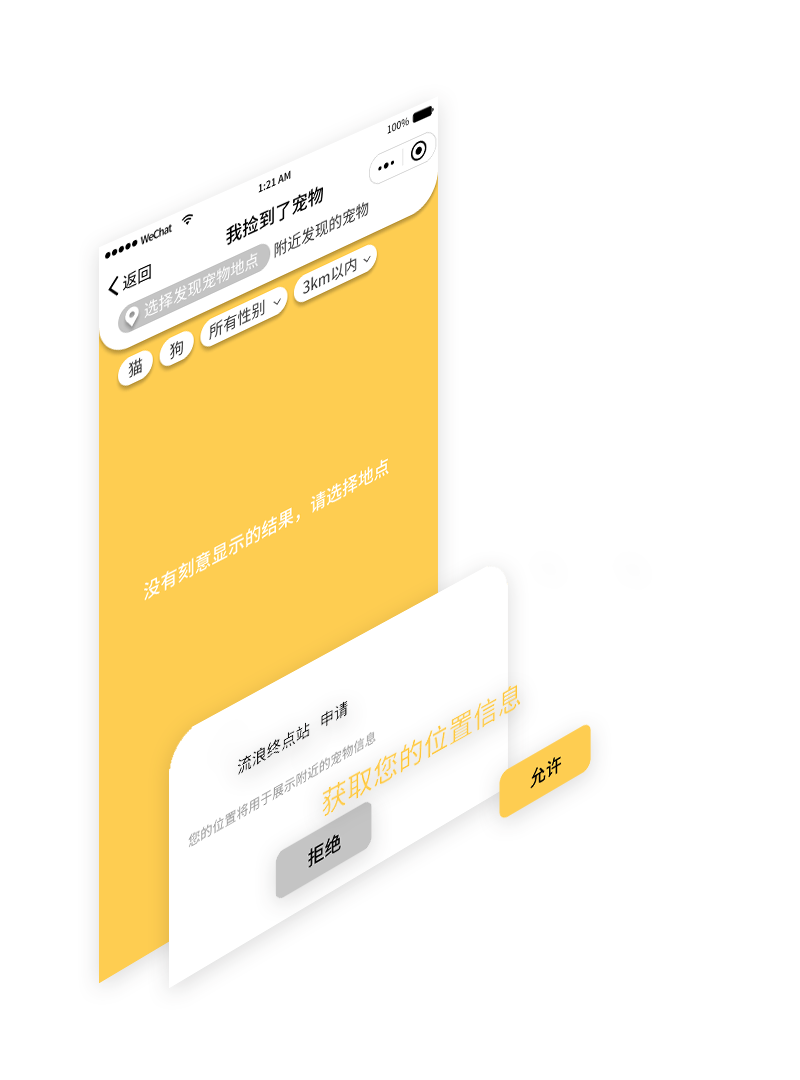 100%
1:21 AM
WeChat
我捡到了宠物
返回
选择发现宠物地点 附近发现的宠物
猫 狗 所有性别 3km以内
没有刻意显示的结果，请选择地点
流浪终点站 申请
获取您的位置信息
您的位置将用于展示附近的宠物信息
拒绝 允许